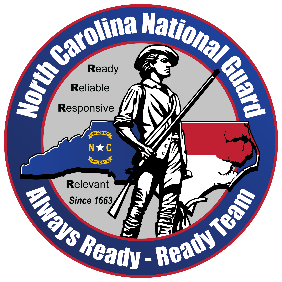 North Carolina National Guard
Ready
Reliable
Responsive
N C
Relevant
Since 1663
Always Ready - Ready Team